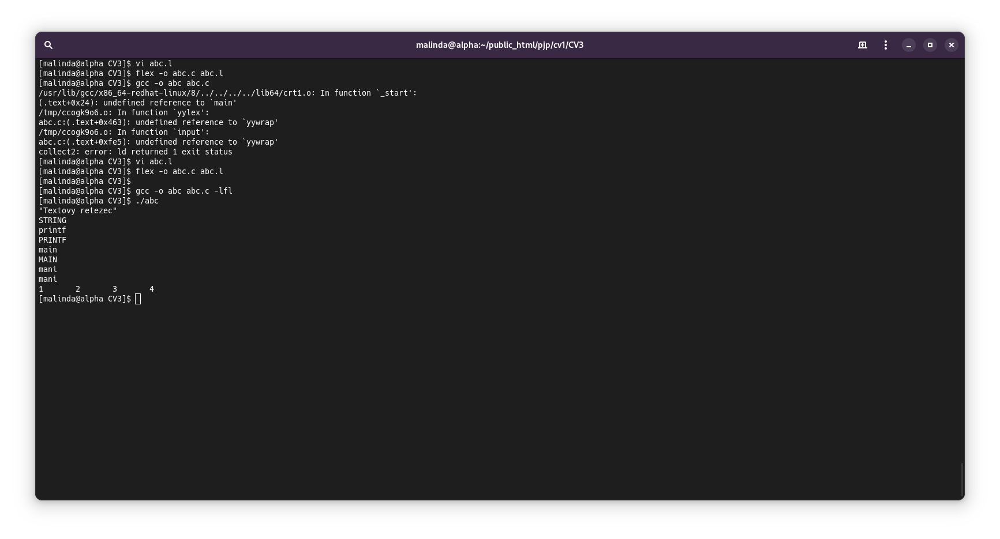 malinda@alpha:~/public_html/pjp/cv1/CV3
[malinda@alpha CV3]$ vi abc.l
[malinda@alpha CV3]$ flex -o abc.c abc.l
[malinda@alpha CV3]$ gcc -o abc abc.c
/usr/lib/gcc/x86_64-redhat-linux/8/../../../../lib64/crt1.o: In function `_start':
(.text+0x24): undefined reference to `main'
/tmp/ccogk9o6.o: In function `yylex':
abc.c:(.text+0x463): undefined reference to `yywrap'
/tmp/ccogk9o6.o: In function `input':
abc.c:(.text+0xfe5): undefined reference to `yywrap'
collect2: error: ld returned 1 exit status
[malinda@alpha CV3]$ vi abc.l
[malinda@alpha CV3]$ flex -o abc.c abc.l
[malinda@alpha CV3]$
[malinda@alpha CV3]$ gcc -o abc abc.c -lfl
[malinda@alpha CV3]$ ./abc
"Textovy retezec"
STRING
printf
PRINTF
main
MAIN
mani
mani
1       2       3       4
[malinda@alpha CV3]$